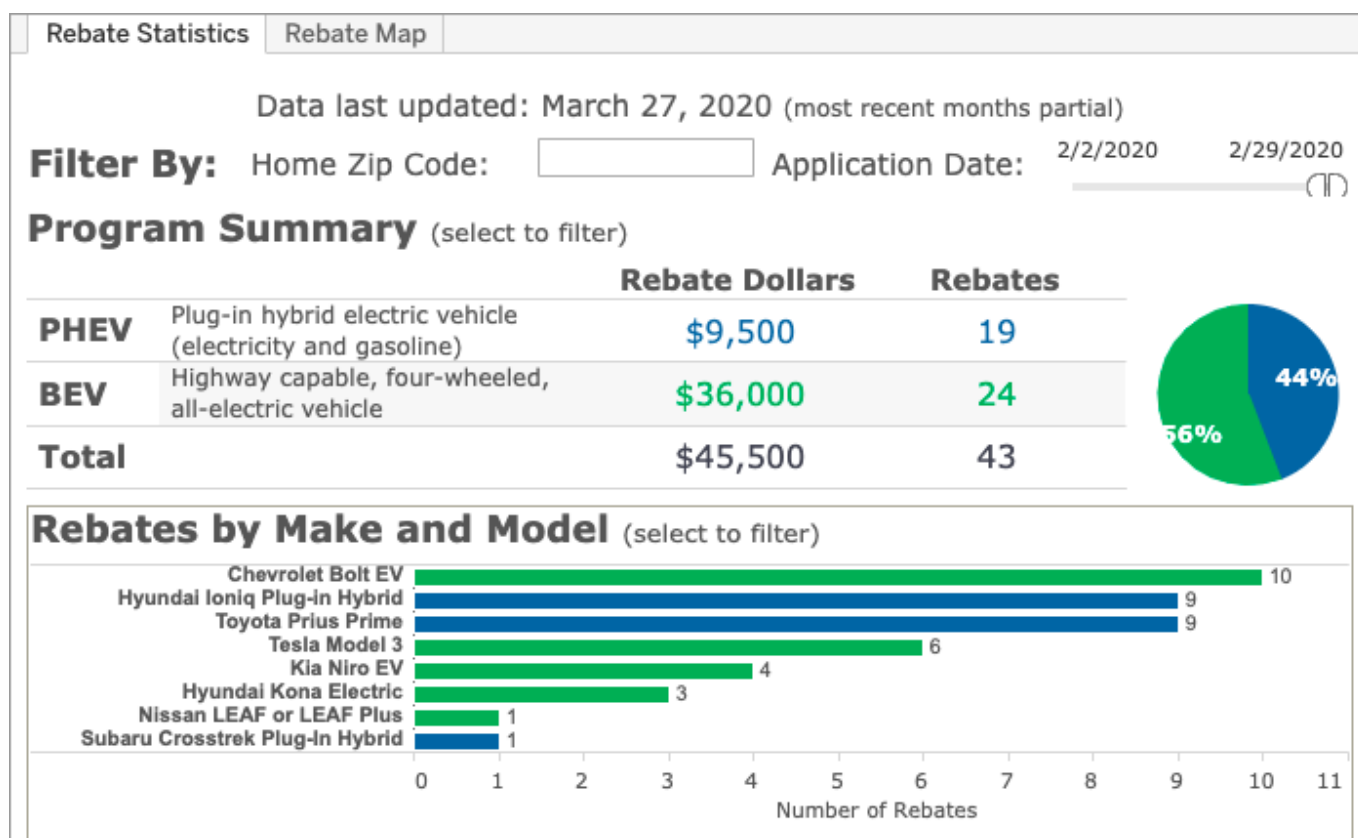 Rebate Statistics Rebate Map
Data last updated: March 27, 2020 (most recent months partial)
Filter By: Home Zip Code: Application Date: 2/2/2020 2/29/2020
Program Summary (select to filter)
Rebate Dollars Rebates
PHEV Plug-in hybrid electric vehicle
(electricity and gasoline) $9,500 19
BEV Highway capable, four-wheeled,
all-electric vehicle $36,000 24
Total $45,500 43
44%
56%
Rebates by Make and Model (select to filter)
Chevrolet Bolt EV 10
Hyundai Ioniq Plug-in Hybrid 9
Toyota Prius Prime 9
Tesla Model 3 6
Kia Niro EV 4
Hyundai Kona Electric 3
Nissan LEAF or LEAF Plus 1
Subaru Crosstrek Plug-In Hybrid 1
0 1 2 3 4 5 6 7 8 9 10 11
Number of Rebates